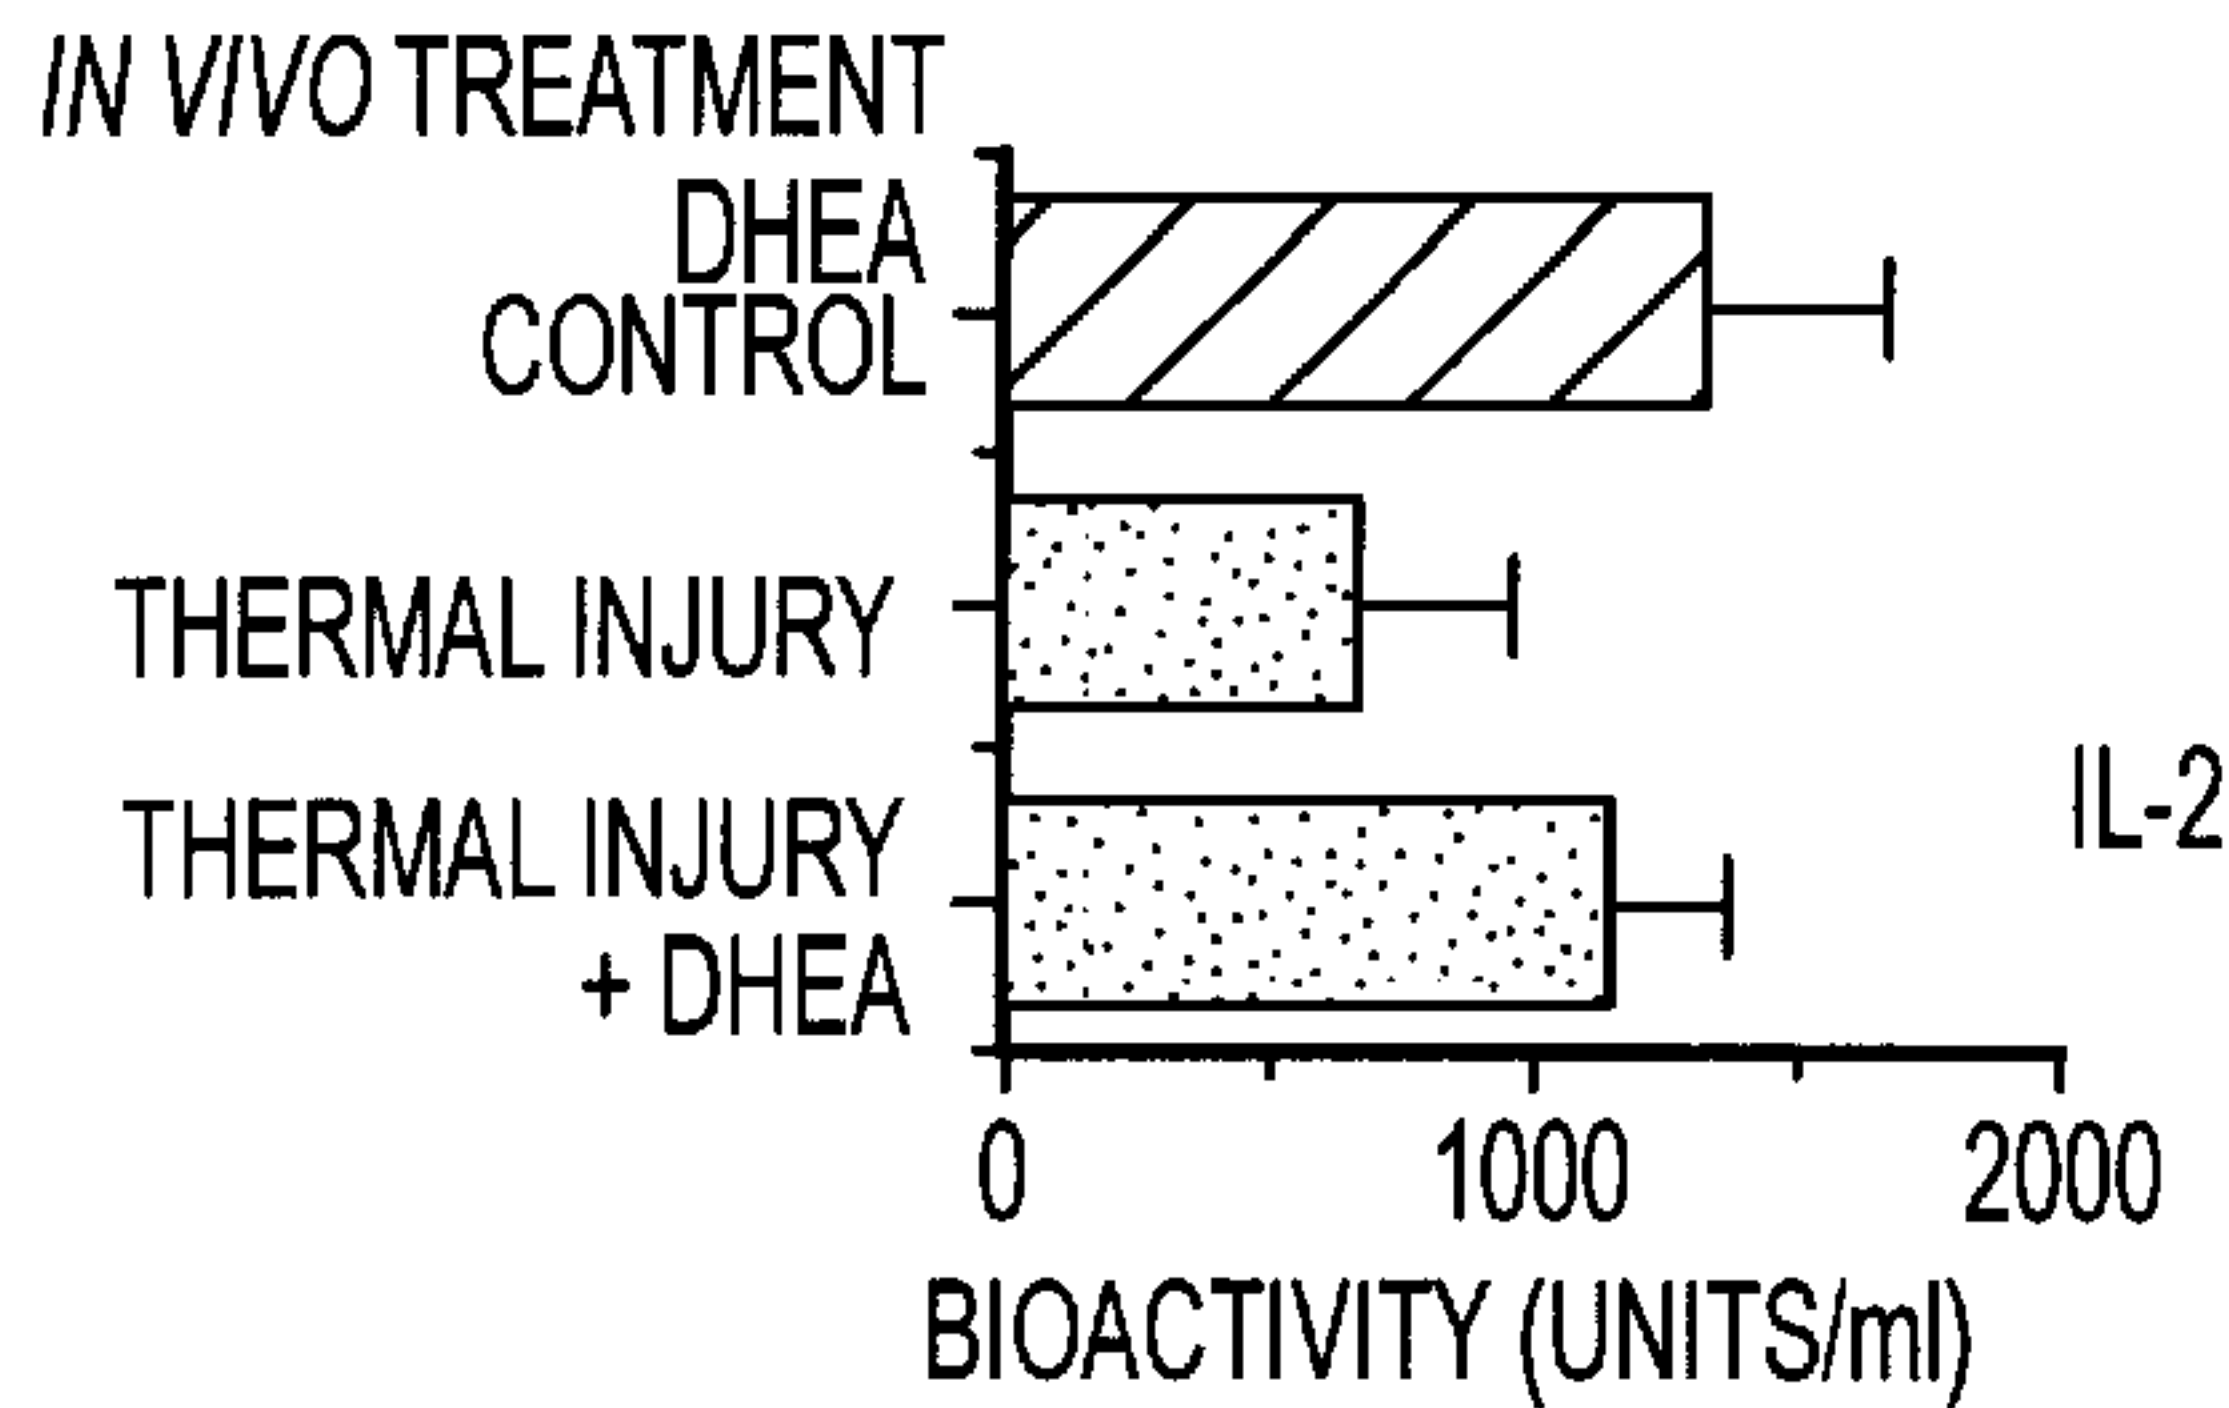 IN VIVO TREATMENT
DHEA
CONTROL
THERMAL INJURY
THERMAL INJURY
+ DHEA
IL-2
0 1000 2000
BIOACTIVITY (UNITS/ml)